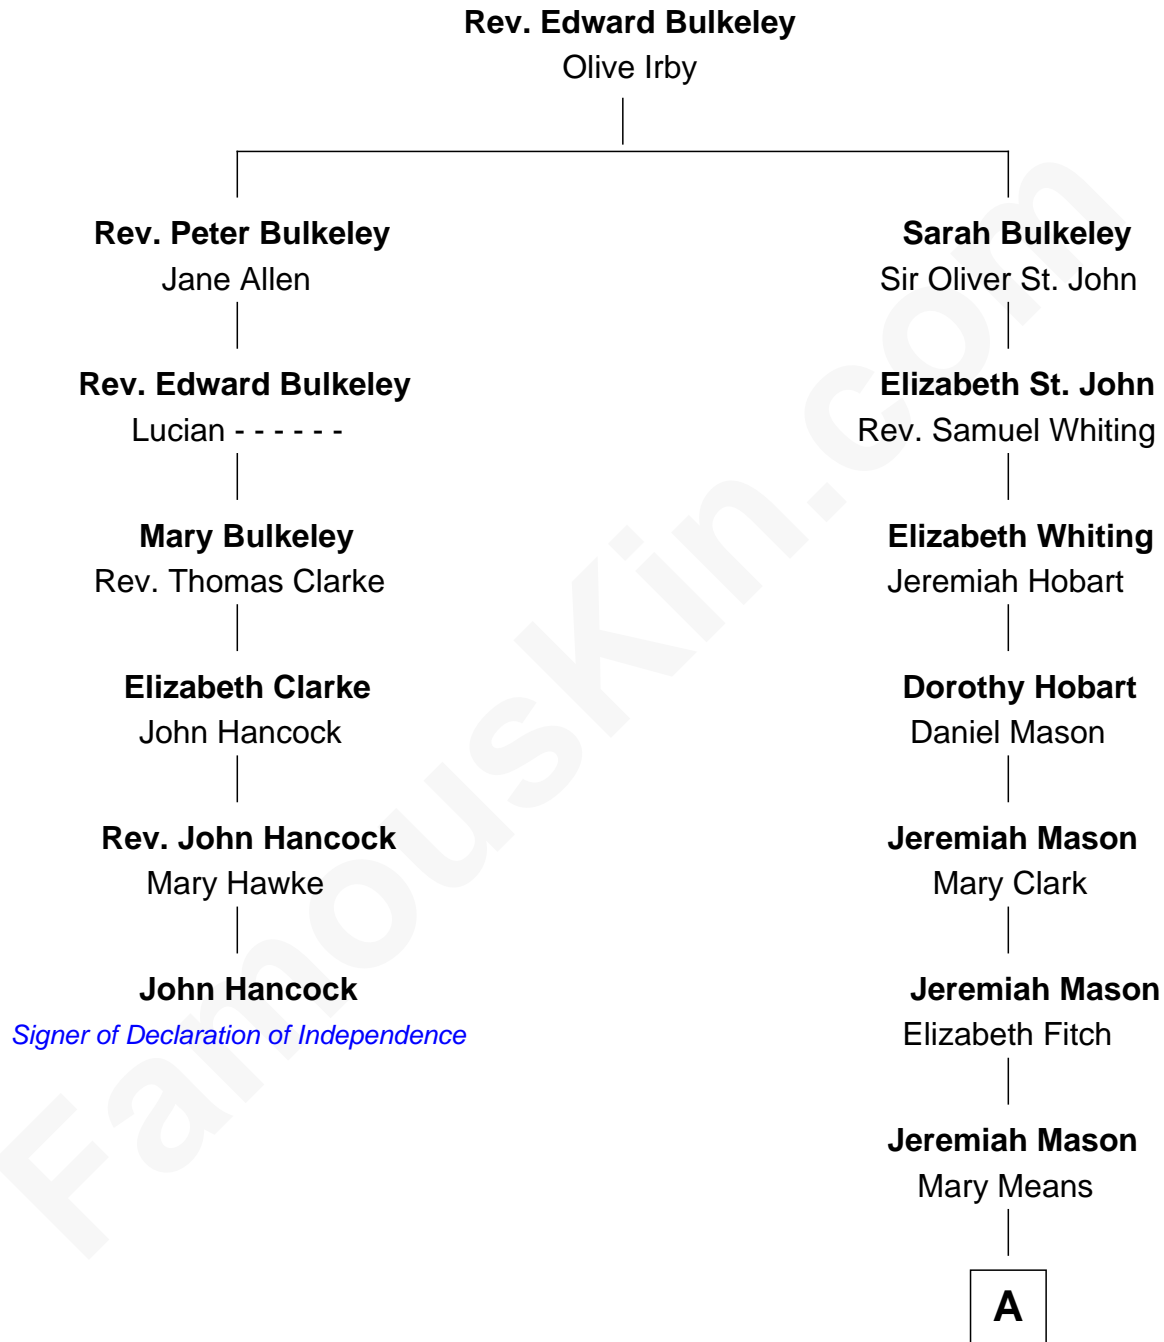 Rev. Edward Bulkeley
Olive Irby
Rev. Peter Bulkeley
Jane Allen
Sarah Bulkeley
Sir Oliver St. John
Rev. Edward Bulkeley
Lucian - - - - - -
Elizabeth St. John
Rev. Samuel Whiting
Mary Bulkeley
Rev. Thomas Clarke
Elizabeth Whiting
Jeremiah Hobart
Elizabeth Clarke
John Hancock
Dorothy Hobart
Daniel Mason
Rev. John Hancock
Mary Hawke
Jeremiah Mason
Mary Clark
John Hancock
Signer of Declaration of Independence
Jeremiah Mason
Elizabeth Fitch
Jeremiah Mason
Mary Means
A
FamousKin.com